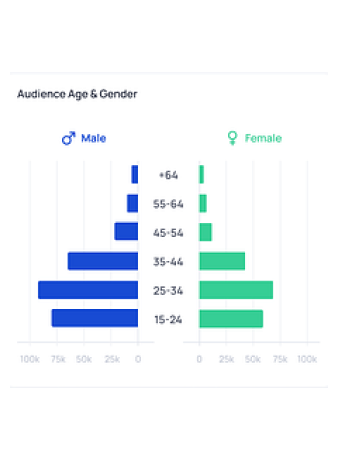 Audience Age & Gender
Male
Female
+64
55-64
45-54
35-44
25-34
15-24
100k 75k 50k 25k 0
0 25k 50k 75k 100k